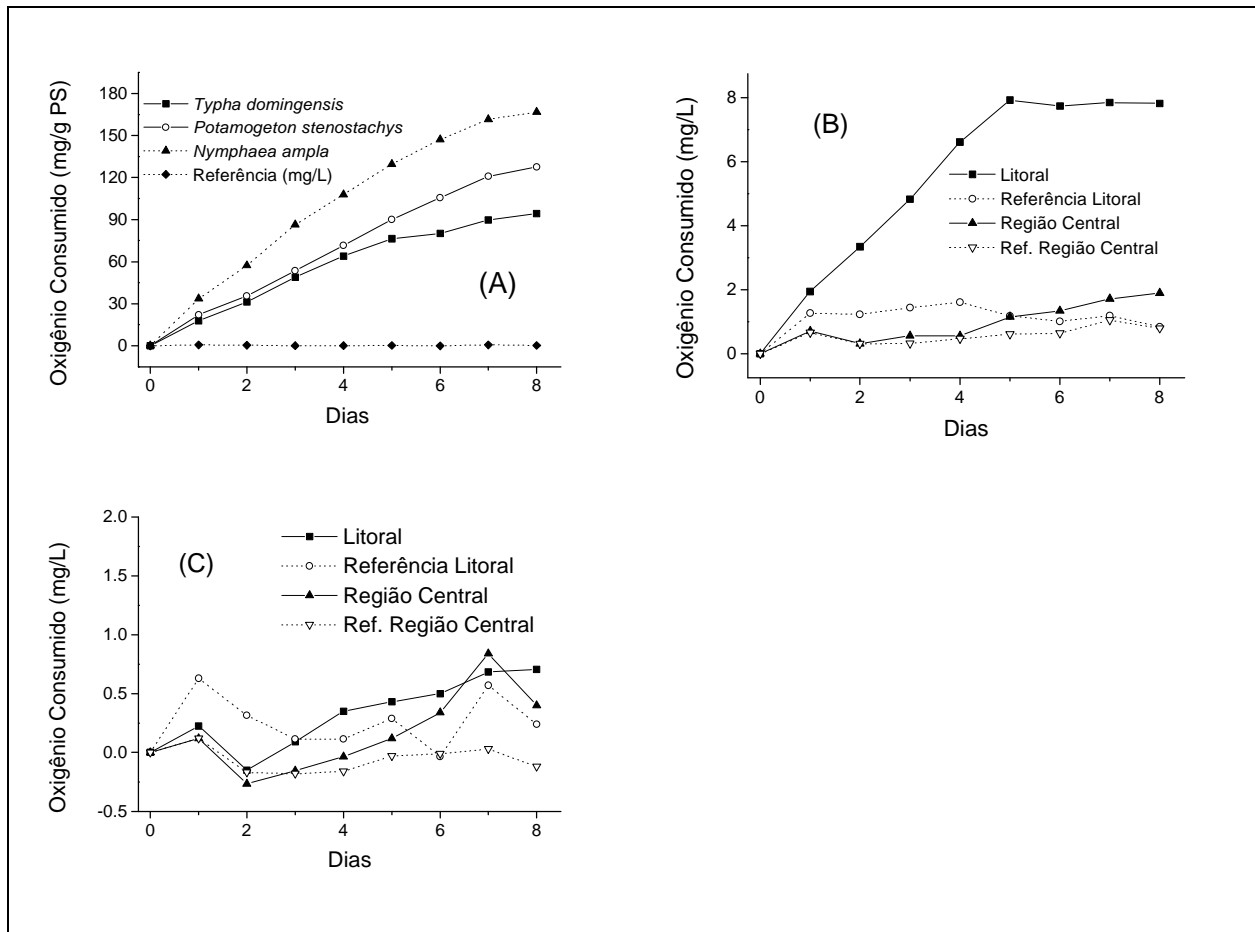 Oxigênio Consumido (mg/g PS)
180
150
120
90
60
30
0
Typha domingensis
Potamogeton stenostachys
Nymphaea ampla
Referência (mg/L)
(A)
0 2 4 6 8
Dias
Oxigênio Consumido (mg/L)
8
6
4
2
0
(B)
Litoral
Referência Litoral
Região Central
Ref. Região Central
0 2 4 6 8
Dias
Oxigênio Consumido (mg/L)
2.0
1.5
1.0
0.5
0.0
-0.5
(C)
Litoral
Referência Litoral
Região Central
Ref. Região Central
0 2 4 6 8
Dias